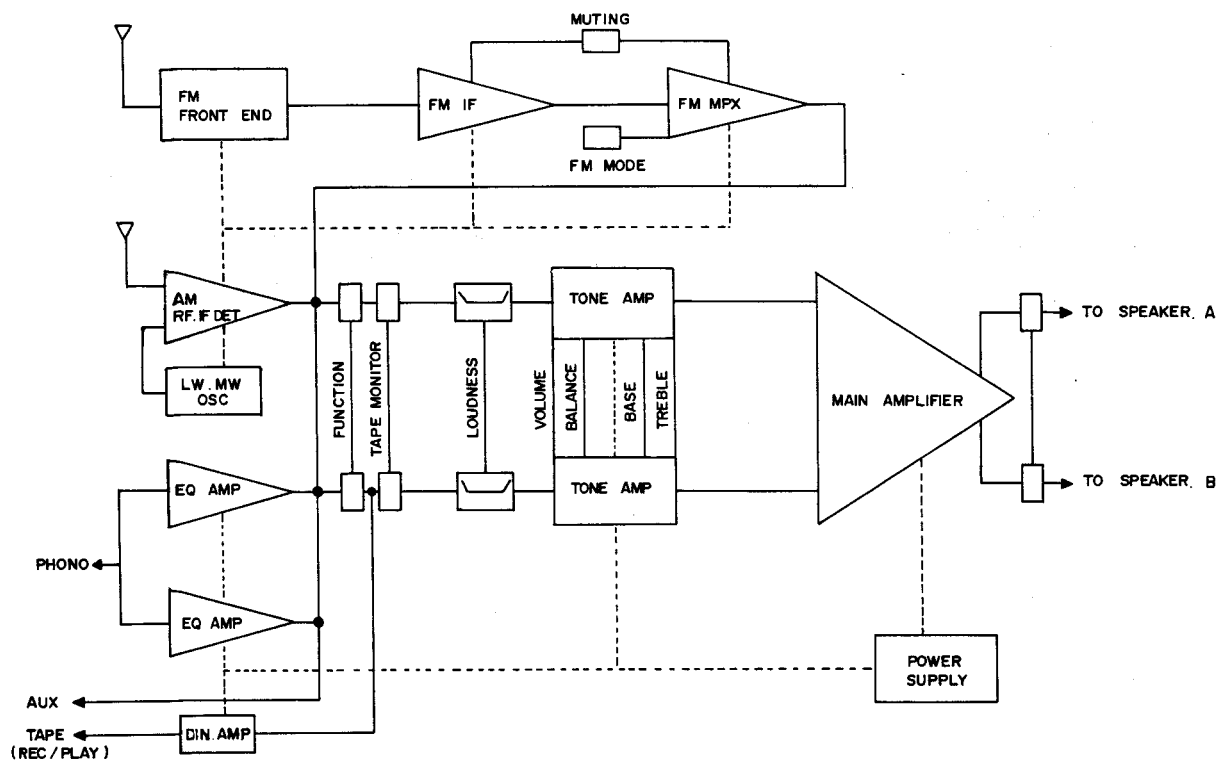 MUTING
FM
FRONT END
FM IF
FM MPX
FM MODE
AM
RF. IF DET
LW. MW
OSC
FUNCTION
TAPE MONITOR
LOUDNESS
TONE AMP
VOLUME
BALANCE
BASE
TREBLE
TONE AMP
MAIN AMPLIFIER
TO SPEAKER. A
TO SPEAKER. B
EQ AMP
PHONO
EQ AMP
POWER
SUPPLY
AUX
TAPE
(REC/PLAY)
DIN. AMP